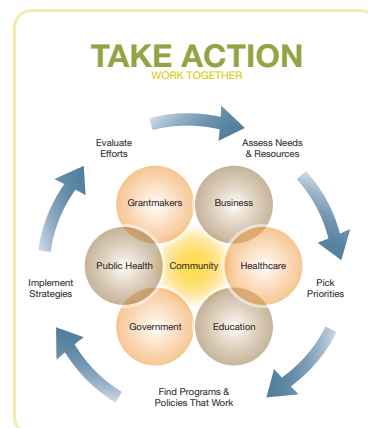 TAKE ACTION
WORK TOGETHER
Evaluate
Efforts
Assess Needs
& Resources
Grantmakers
Business
Public Health
Community
Healthcare
Implement
Strategies
Pick
Priorities
Government
Education
Find Programs &
Policies That Work